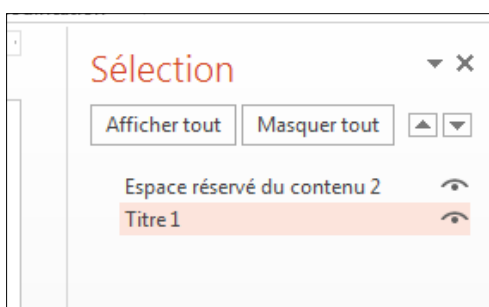 Sélection
Afficher tout Masquer tout
Espace réservé du contenu 2
Titre 1